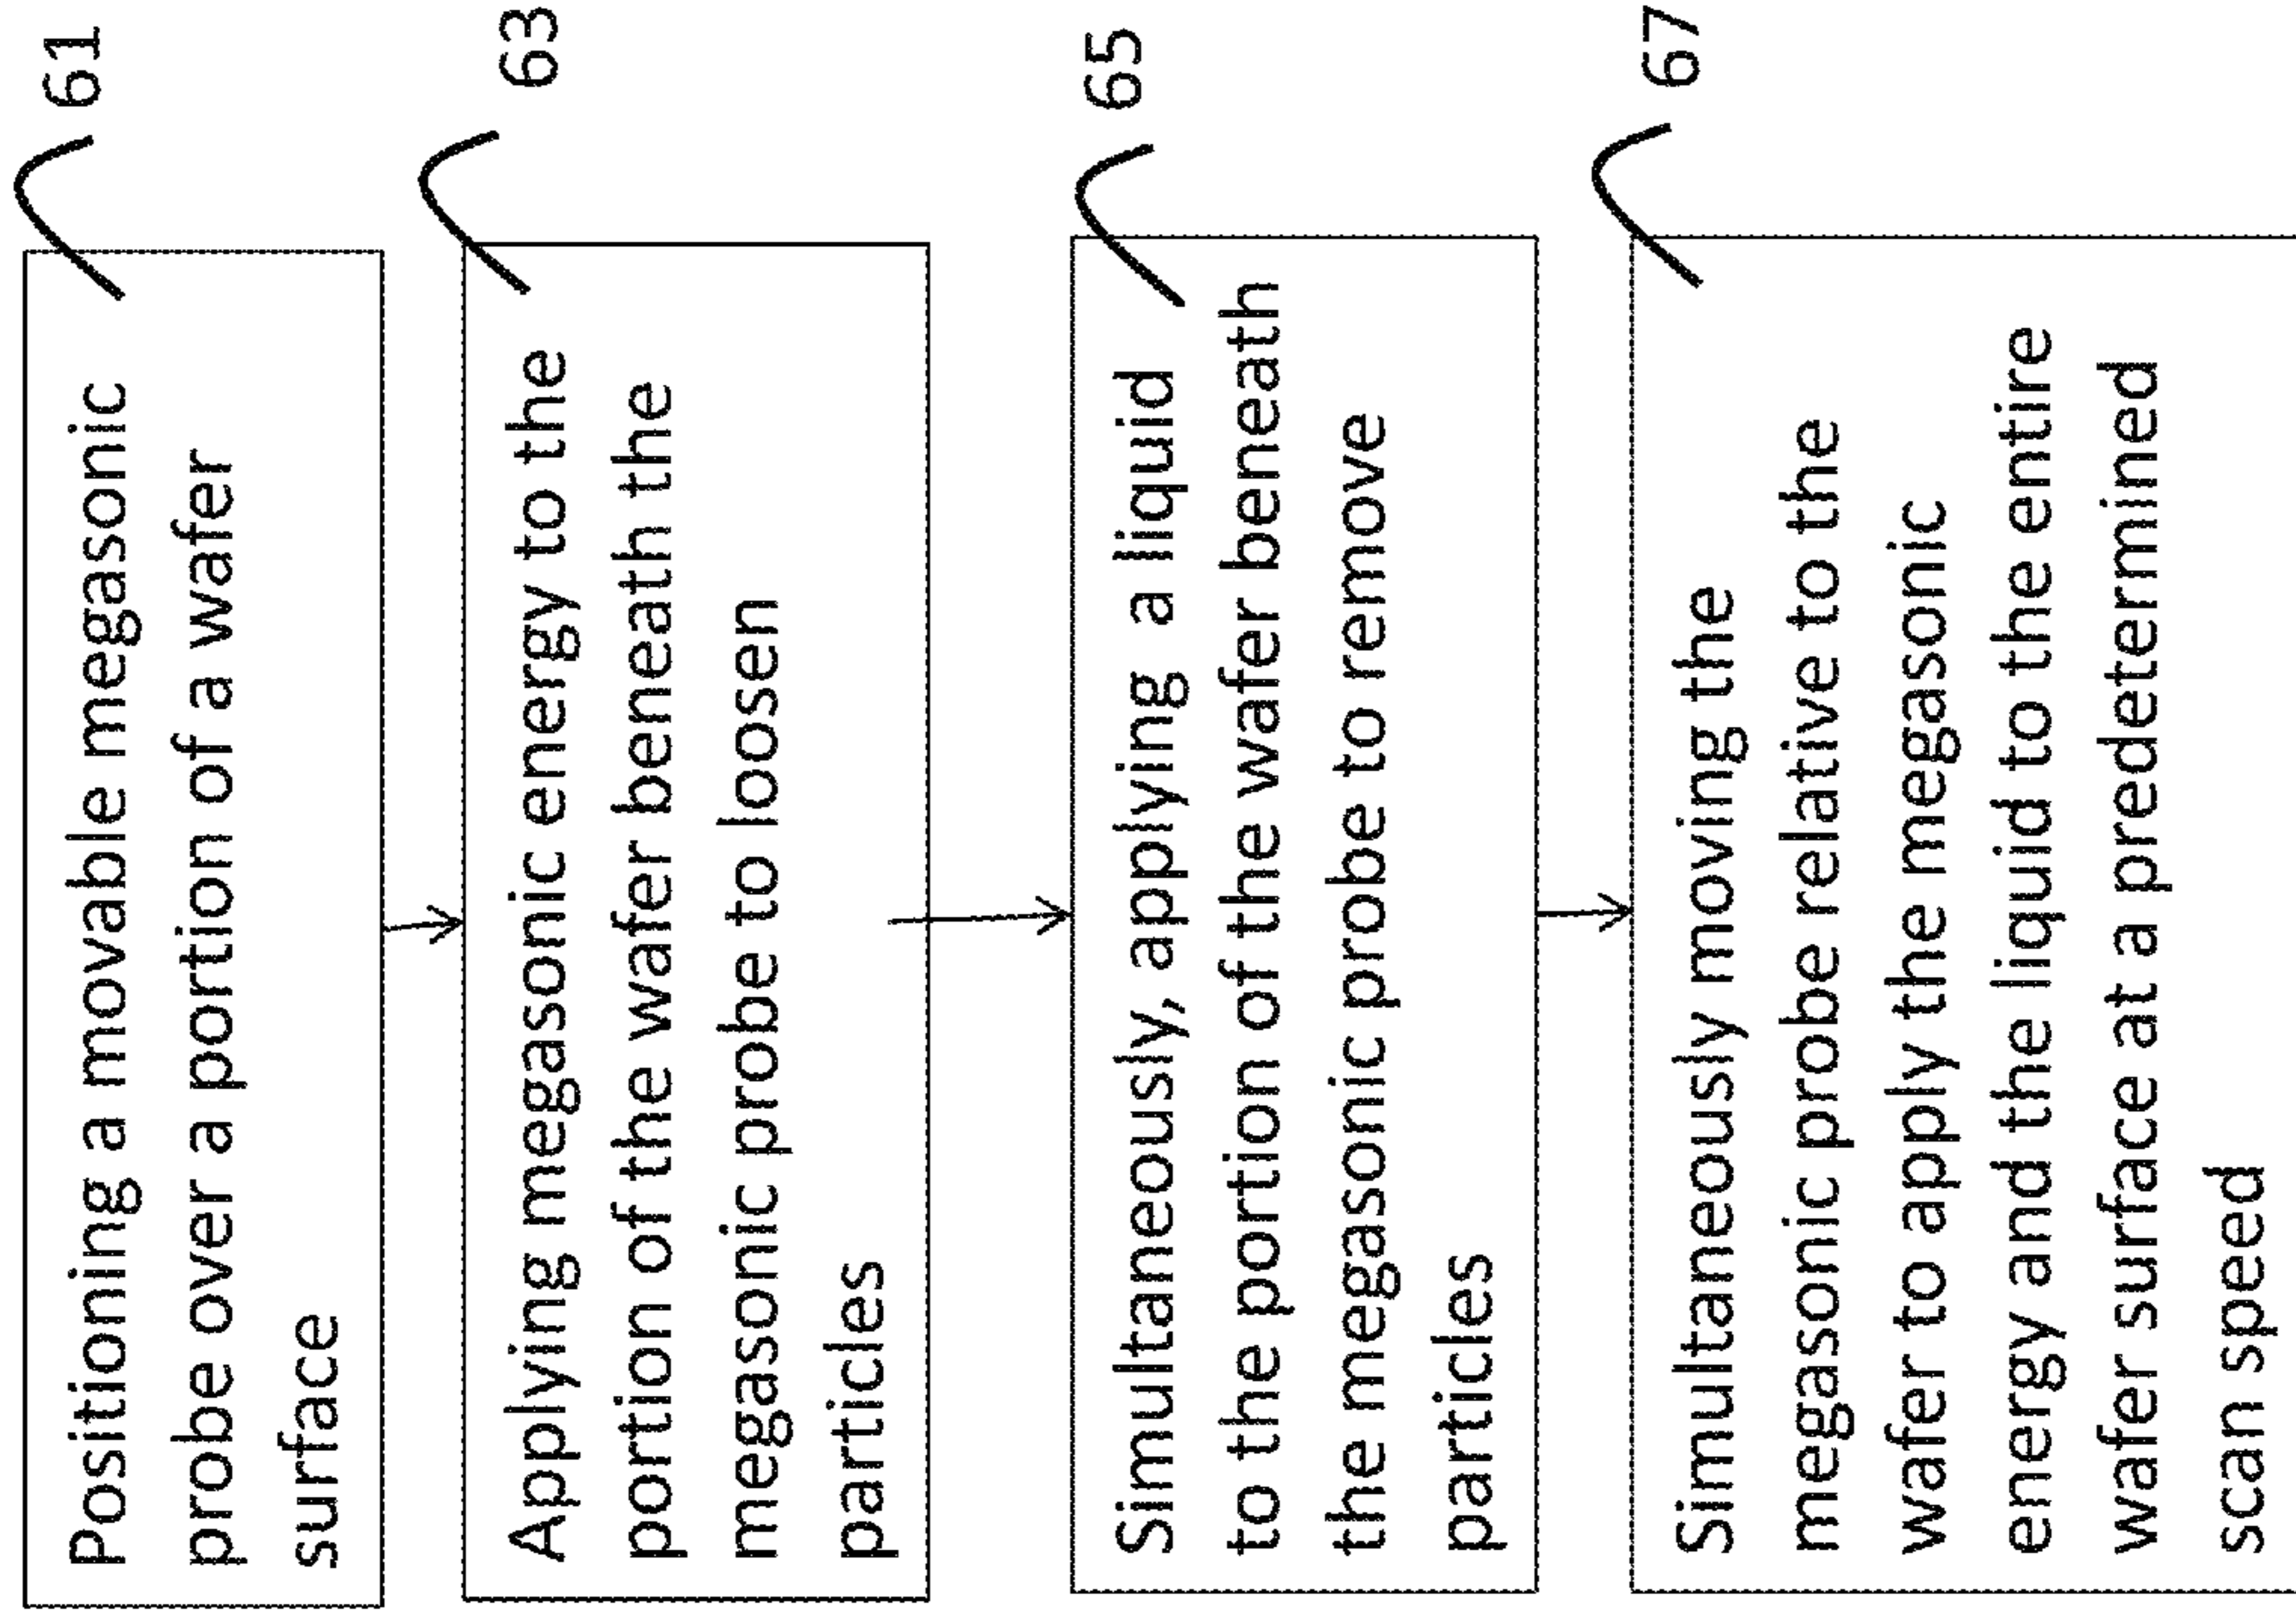 Positioning a movable megasonic
probe over a portion of a wafer
surface
61
Applying megasonic energy to the
portion of the wafer beneath the
megasonic probe to loosen
particles
63
Simultaneously, applying a liquid
to the portion of the wafer beneath
the megasonic probe to remove
particles
65
Simultaneously moving the
megasonic probe relative to the
wafer to apply the megasonic
energy and the liquid to the entire
wafer surface at a predetermined
scan speed
67